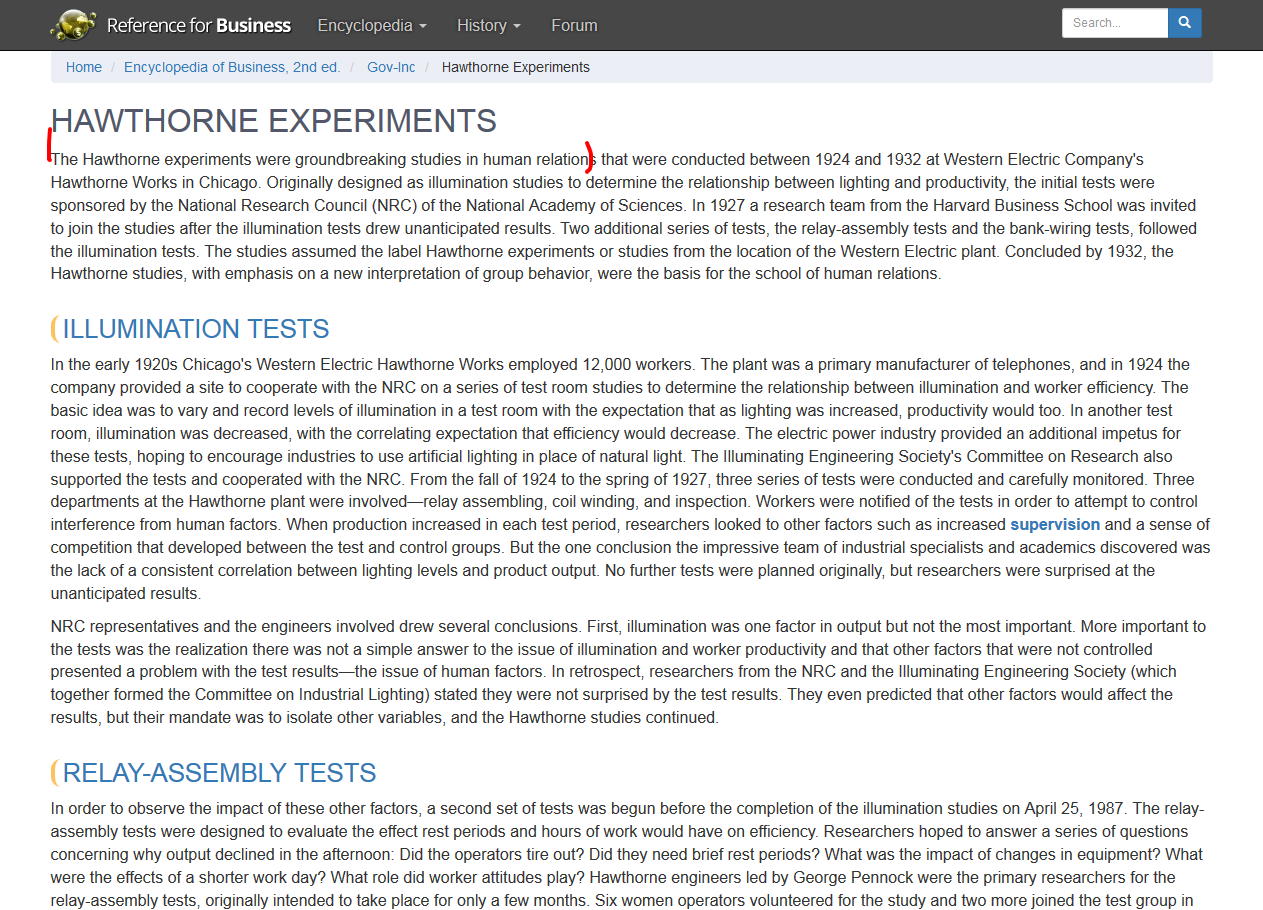 Reference for Business
Encyclopedia
History
Forum
Search...
Home / Encyclopedia of Business, 2nd ed. / Gov-Inc / Hawthorne Experiments
HAWTHORNE EXPERIMENTS
The Hawthorne experiments were groundbreaking studies in human relations that were conducted between 1924 and 1932 at Western Electric Company's
Hawthorne Works in Chicago. Originally designed as illumination studies to determine the relationship between lighting and productivity, the initial tests were
sponsored by the National Research Council (NRC) of the National Academy of Sciences. In 1927 a research team from the Harvard Business School was invited
to join the studies after the illumination tests drew unanticipated results. Two additional series of tests, the relay-assembly tests and the bank-wiring tests, followed
the illumination tests. The studies assumed the label Hawthorne experiments or studies from the location of the Western Electric plant. Concluded by 1932, the
Hawthorne studies, with emphasis on a new interpretation of group behavior, were the basis for the school of human relations.
ILLUMINATION TESTS
In the early 1920s Chicago's Western Electric Hawthorne Works employed 12,000 workers. The plant was a primary manufacturer of telephones, and in 1924 the
company provided a site to cooperate with the NRC on a series of test room studies to determine the relationship between illumination and worker efficiency. The
basic idea was to vary and record levels of illumination in a test room with the expectation that as lighting was increased, productivity would too. In another test
room, illumination was decreased, with the correlating expectation that efficiency would decrease. The electric power industry provided an additional impetus for
these tests, hoping to encourage industries to use artificial lighting in place of natural light. The Illuminating Engineering Society's Committee on Research also
supported the tests and cooperated with the NRC. From the fall of 1924 to the spring of 1927, three series of tests were conducted and carefully monitored. Three
departments at the Hawthorne plant were involved—relay assembling, coil winding, and inspection. Workers were notified of the tests in order to attempt to control
interference from human factors. When production increased in each test period, researchers looked to other factors such as increased supervision and a sense of
competition that developed between the test and control groups. But the one conclusion the impressive team of industrial specialists and academics discovered was
the lack of a consistent correlation between lighting levels and product output. No further tests were planned originally, but researchers were surprised at the
unanticipated results.
NRC representatives and the engineers involved drew several conclusions. First, illumination was one factor in output but not the most important. More important to
the tests was the realization there was not a simple answer to the issue of illumination and worker productivity and that other factors that were not controlled
presented a problem with the test results—the issue of human factors. In retrospect, researchers from the NRC and the Illuminating Engineering Society (which
together formed the Committee on Industrial Lighting) stated they were not surprised by the test results. They even predicted that other factors would affect the
results, but their mandate was to isolate other variables, and the Hawthorne studies continued.
RELAY-ASSEMBLY TESTS
In order to observe the impact of these other factors, a second set of tests was begun before the completion of the illumination studies on April 25, 1987. The relay-
assembly tests were designed to evaluate the effect rest periods and hours of work would have on efficiency. Researchers hoped to answer a series of questions
concerning why output declined in the afternoon: Did the operators tire out? Did they need brief rest periods? What was the impact of changes in equipment? What
were the effects of a shorter work day? What role did worker attitudes play? Hawthorne engineers led by George Pennock were the primary researchers for the
relay-assembly tests, originally intended to take place for only a few months. Six women operators volunteered for the study and two more joined the test group in